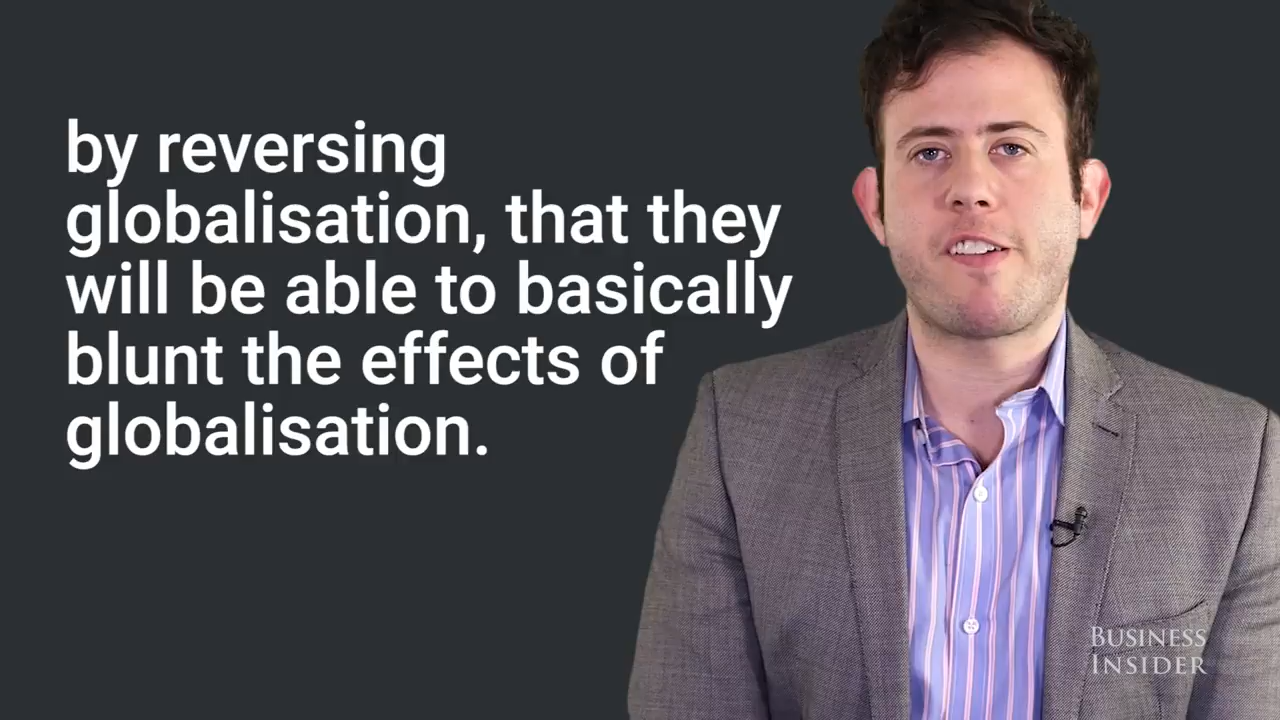 by reversing
globalisation, that they
will be able to basically
blunt the effects of
globalisation.
BUSINESS
INSIDER